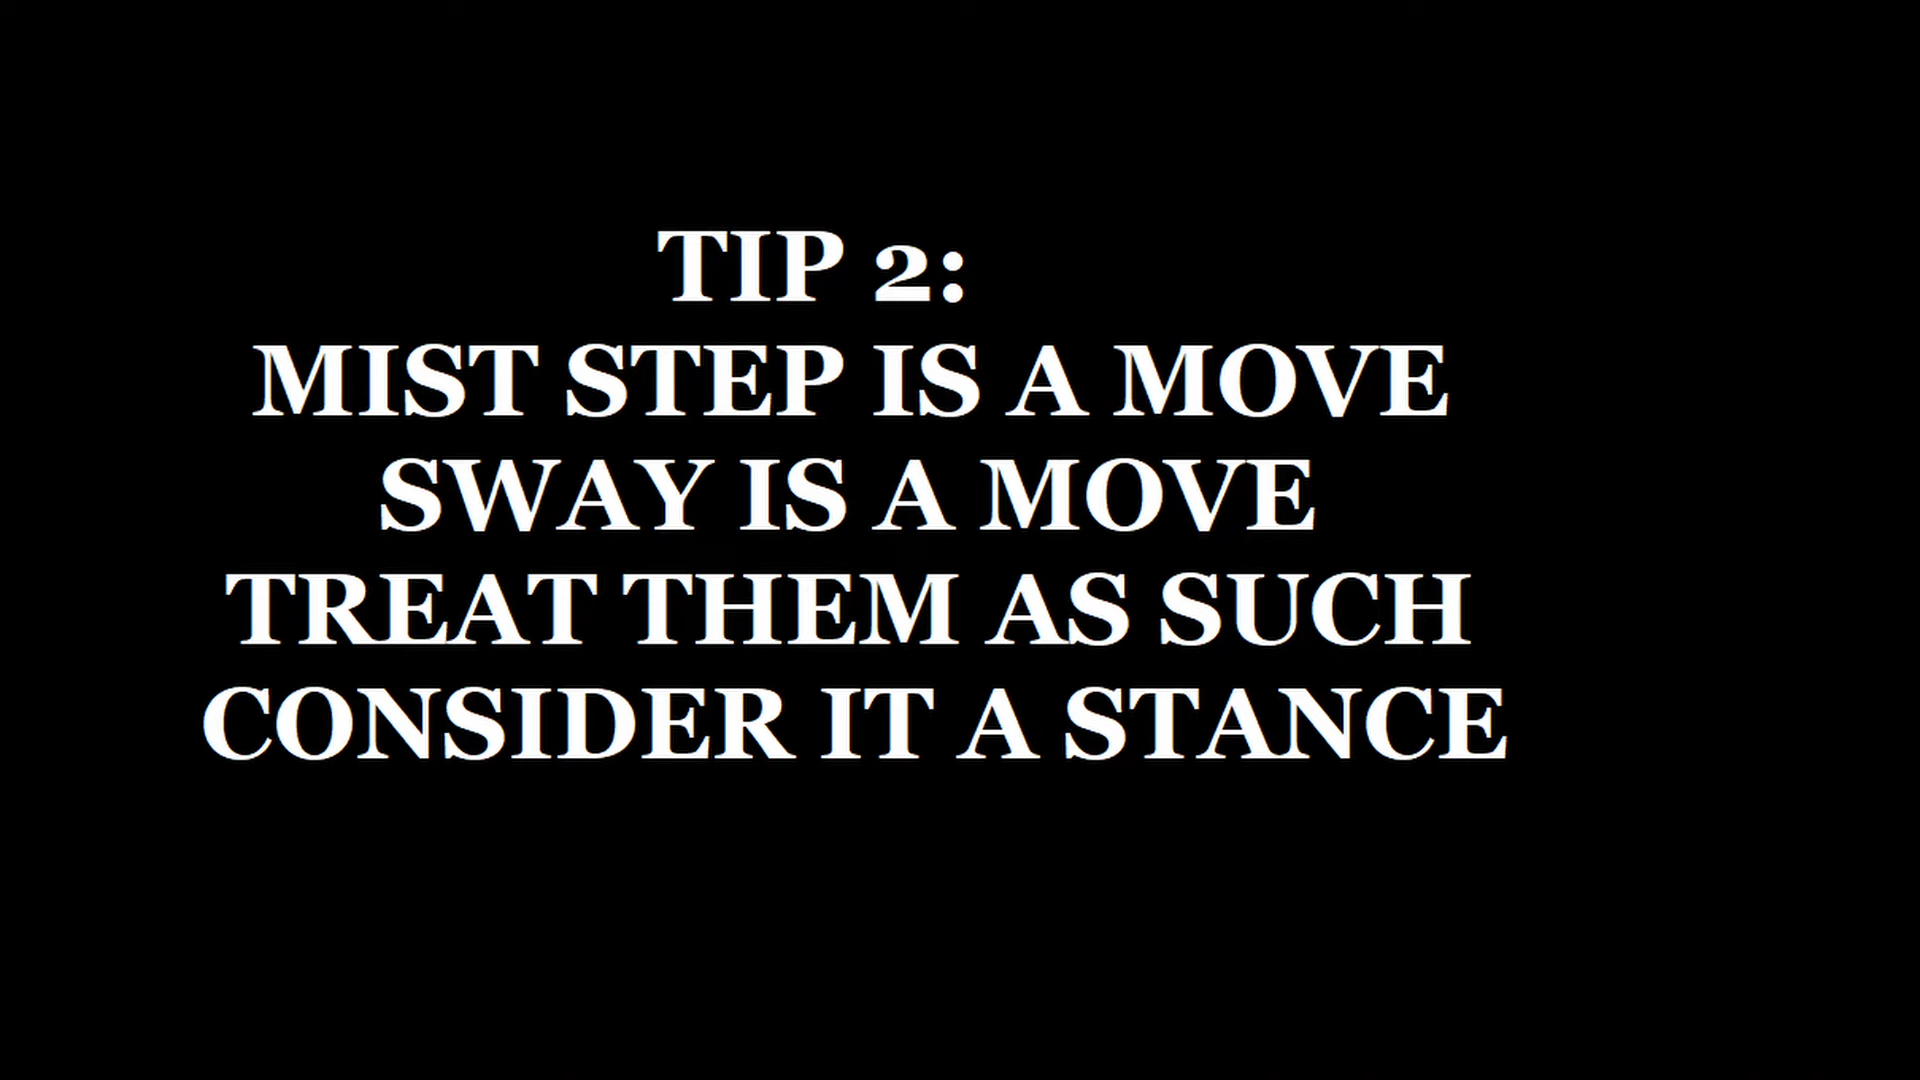 TIP 2:
MIST STEP IS A MOVE
SWAY IS A MOVE
TREAT THEM AS SUCH
CONSIDER IT A STANCE